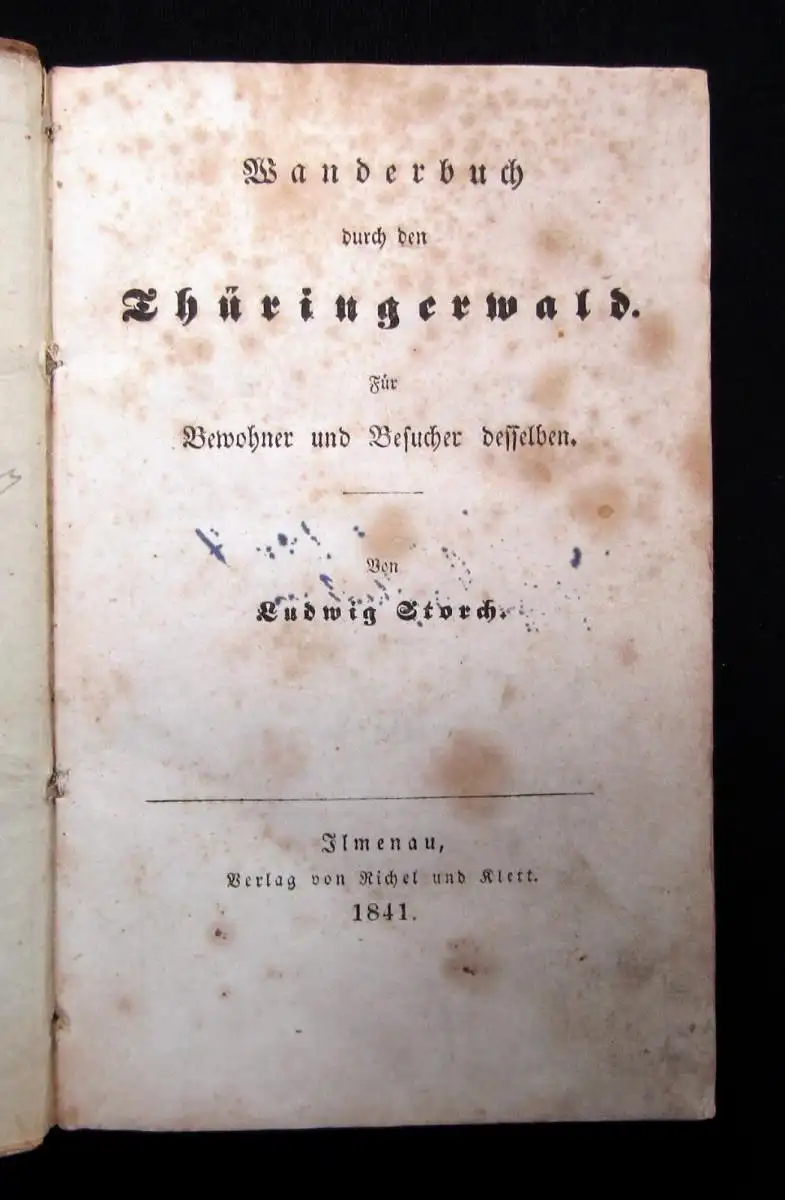 Wanderbuch
durch den
Thüringerwald.
Für
Bewohner und Besucher desselben.
Von
Ludwig Storch.
Ilmenau,
Verlag von Richel und Klett.
1841.